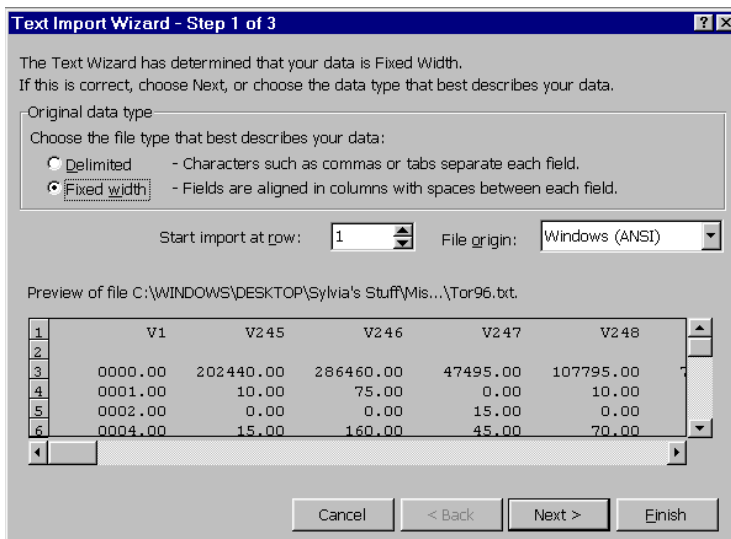 Text Import Wizard - Step 1 of 3
The Text Wizard has determined that your data is Fixed Width.
If this is correct, choose Next, or choose the data type that best describes your data.
Original data type
Choose the file type that best describes your data:
Delimited - Characters such as commas or tabs separate each field.
Fixed width - Fields are aligned in columns with spaces between each field.
Start import at row: 1 File origin: Windows (ANSI)
Preview of file C:\WINDOWS\DESKTOP\Sylvia's Stuff\Mis...\Tor96.txt.
1 V1 V245 V246 V247 V248
2
3 0000.00 202440.00 286460.00 47495.00 107795.00
4 0001.00 10.00 75.00 0.00 10.00
5 0002.00 0.00 0.00 15.00 0.00
6 0004.00 15.00 160.00 45.00 70.00
Cancel < Back Next > Finish